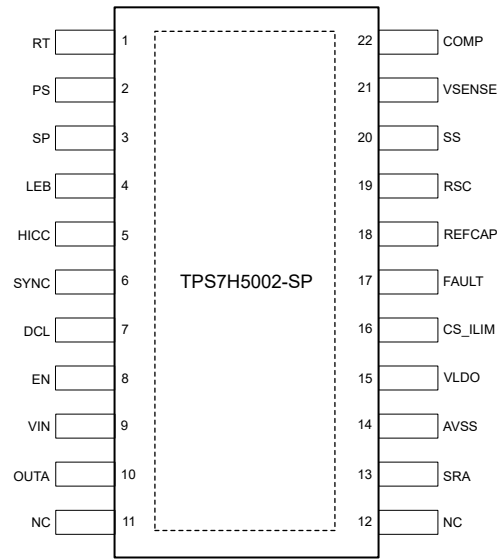 RT 1 22 COMP
PS 2 21 VSENSE
SP 3 20 SS
LEB 4 19 RSC
HICC 5 18 REFCAP
SYNC 6 TPS7H5002-SP 17 FAULT
DCL 7 16 CS_ILIM
EN 8 15 VLDO
VIN 9 14 AVSS
OUTA 10 13 SRA
NC 11 12 NC